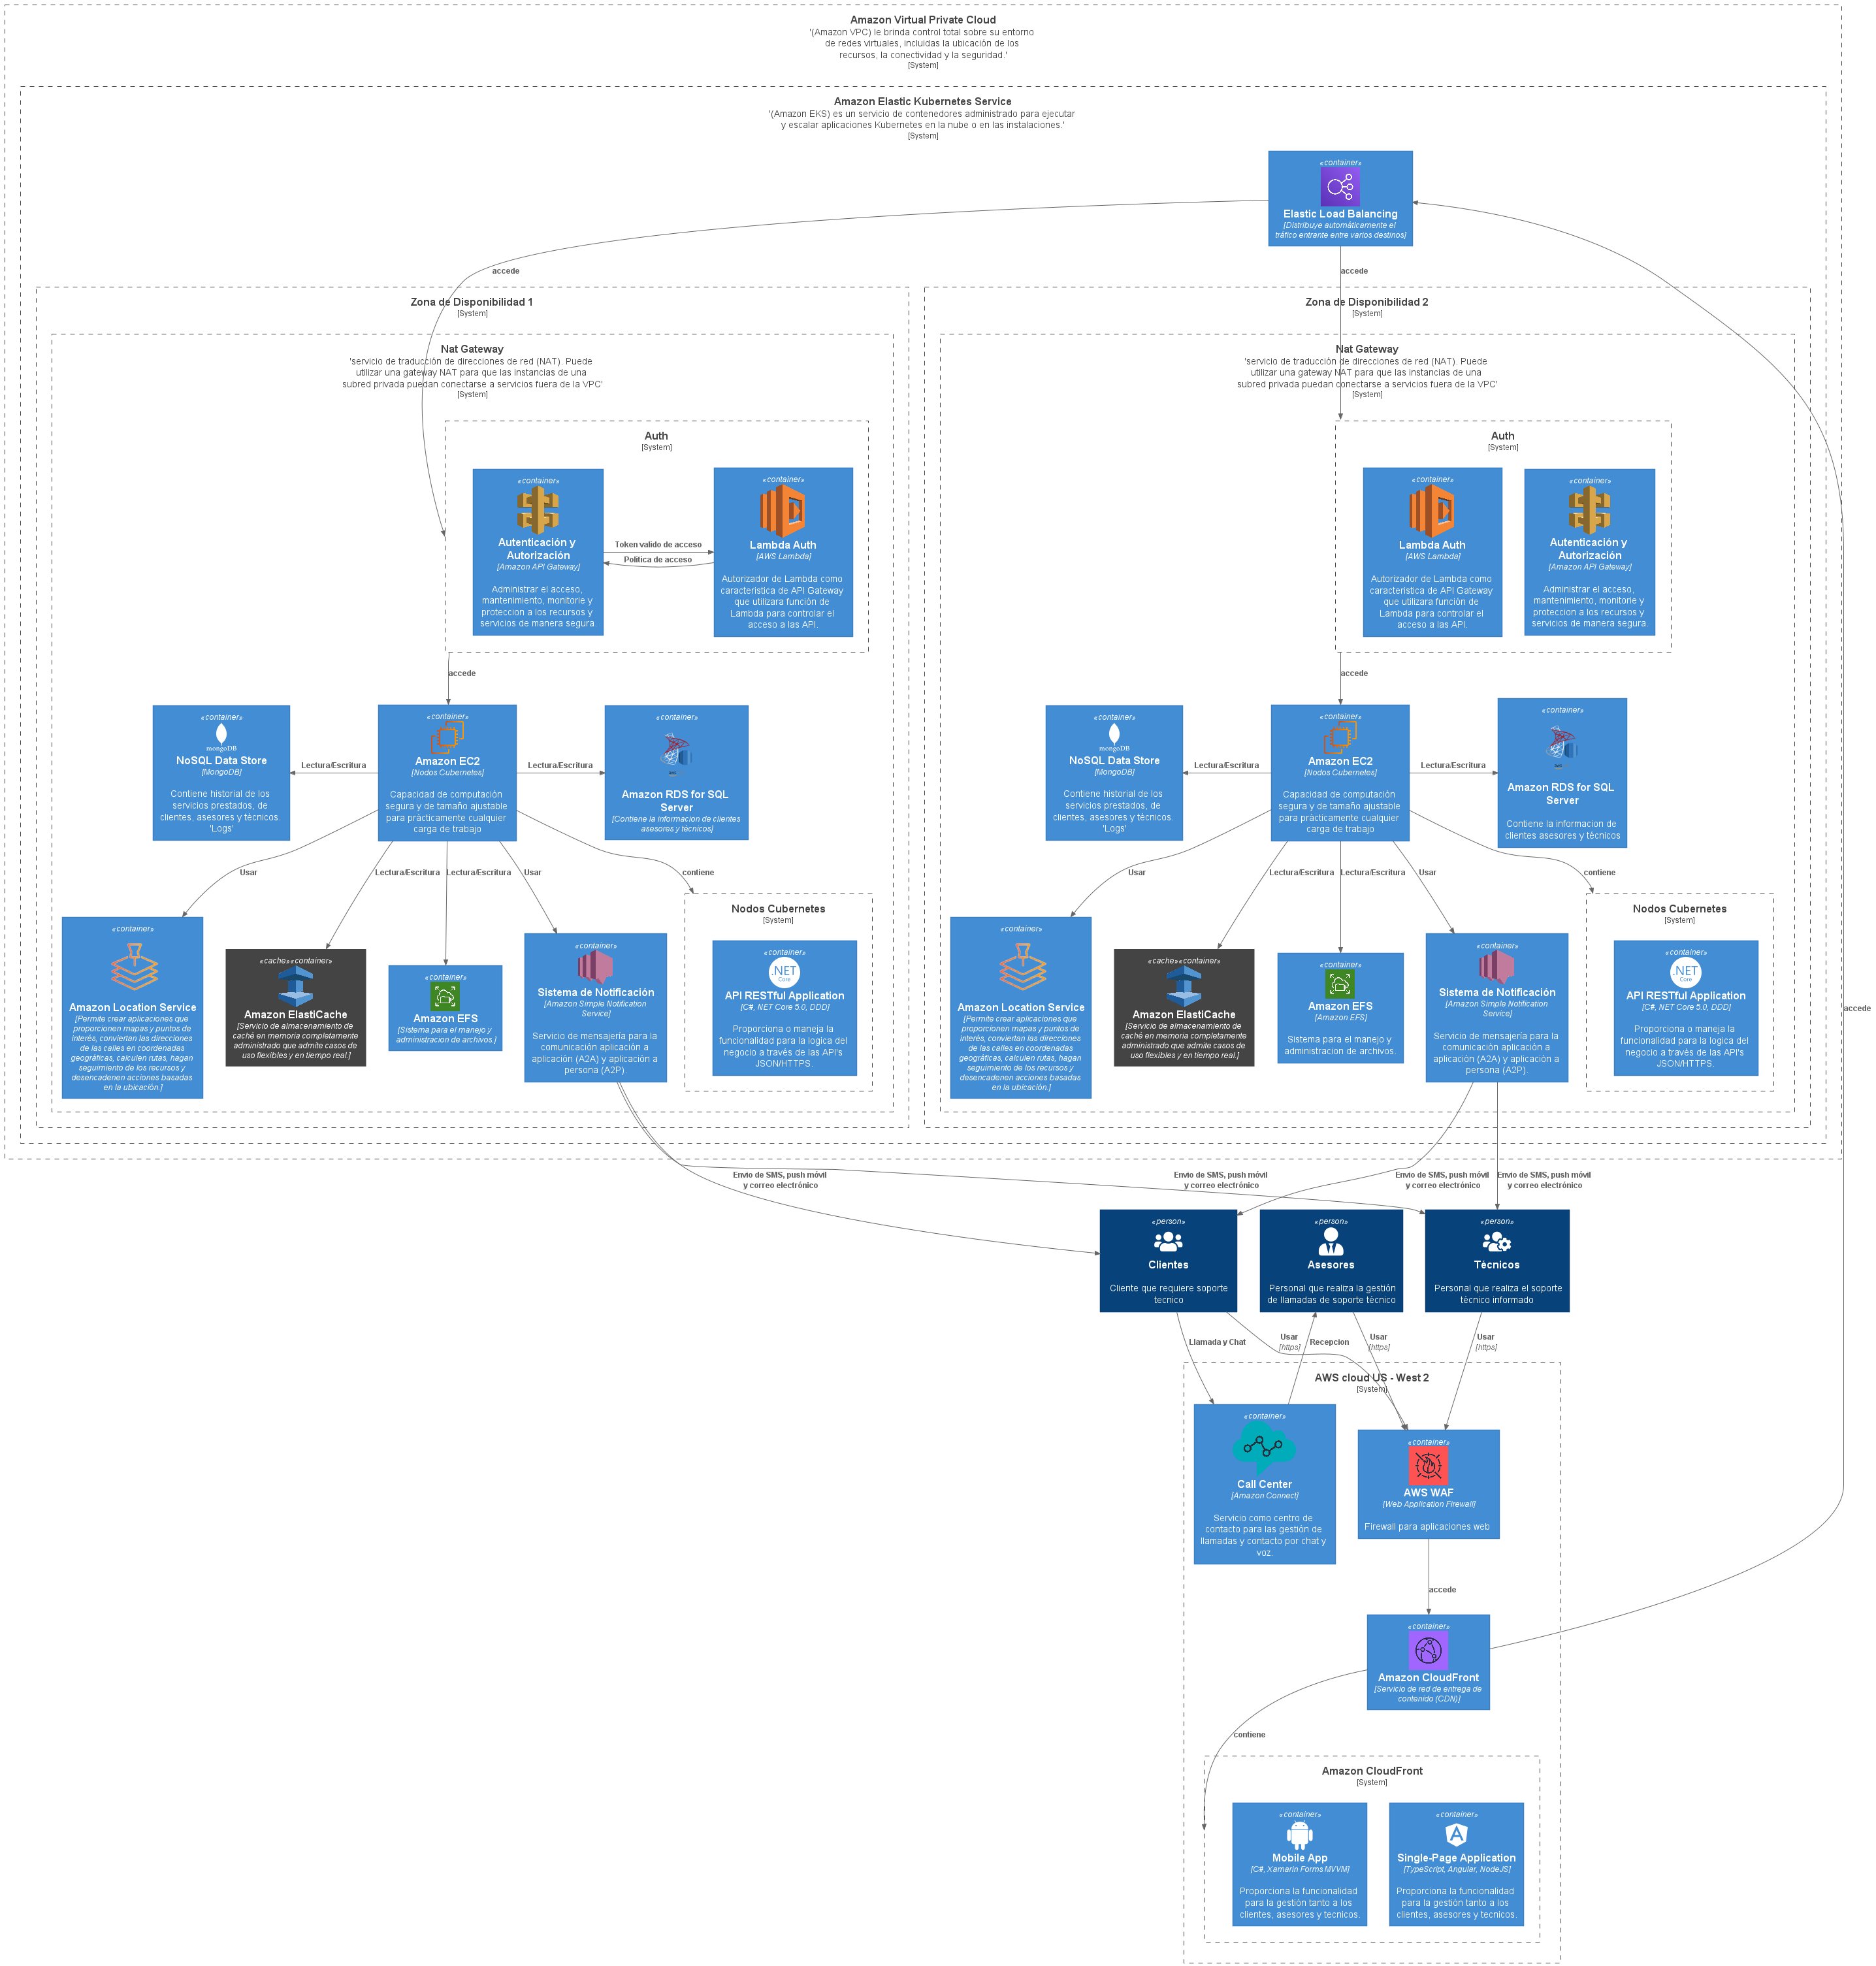 Amazon Virtual Private Cloud
'(Amazon VPC) le brinda control total sobre su entorno
de redes virtuales, incluidas la ubicación de los
recursos, la conectividad y la seguridad.'
[System]
Amazon Elastic Kubernetes Service
'(Amazon EKS) es un servicio de contenedores administrado para ejecutar
y escalar aplicaciones Kubernetes en la nube o en las instalaciones.'
[System]
«container»
Elastic Load Balancing
[Distribuye automáticamente el
tráfico entrante entre varios destinos]
accede
accede
Zona de Disponibilidad 1
[System]
Nat Gateway
'servicio de traducción de direcciones de red (NAT). Puede
utilizar una gateway NAT para que las instancias de una
subred privada puedan conectarse a servicios fuera de la VPC'
[System]
Auth
[System]
«container»
Autenticación y
Autorización
[Amazon API Gateway]
Administrar el acceso,
mantenimiento, monitorie y
proteccion a los recursos y
servicios de manera segura.
Token valido de acceso
Politica de acceso
«container»
Lambda Auth
[AWS Lambda]
Autorizador de Lambda como
caracteristica de API Gateway
que utilizara función de
Lambda para controlar el
acceso a las API.
accede
«container»
mongoDB
NoSQL Data Store
[MongoDB]
Contiene historial de los
servicios prestados, de
clientes, asesores y técnicos.
'Logs'
Lectura/Escritura
«container»
Amazon EC2
[Nodos Cubernetes]
Capacidad de computación
segura y de tamaño ajustable
para prácticamente cualquier
carga de trabajo
Lectura/Escritura
«container»
Amazon RDS for SQL
Server
[Contiene la informacion de clientes
asesores y técnicos]
Usar
Lectura/Escritura
Lectura/Escritura
Usar
contiene
«container»
Amazon Location Service
[Permite crear aplicaciones que
proporcionen mapas y puntos de
interés, conviertan las direcciones
de las calles en coordenadas
geográficas, calculen rutas, hagan
seguimiento de los recursos y
desencadenen acciones basadas
en la ubicación.]
«cache»«container»
Amazon ElastiCache
[Servicio de almacenamiento de
caché en memoria completamente
administrado que admite casos de
uso flexibles y en tiempo real.]
«container»
Amazon EFS
[Sistema para el manejo y
administracion de archivos.]
«container»
Sistema de Notificación
[Amazon Simple Notification
Service]
Servicio de mensajería para la
comunicación aplicación a
aplicación (A2A) y aplicación a
persona (A2P).
Nodos Cubernetes
[System]
«container»
.NET
Core
API RESTful Application
[C#, NET Core 5.0, DDD]
Proporciona o maneja la
funcionalidad para la logica del
negocio a través de las API's
JSON/HTTPS.
Zona de Disponibilidad 2
[System]
Nat Gateway
'servicio de traducción de direcciones de red (NAT). Puede
utilizar una gateway NAT para que las instancias de una
subred privada puedan conectarse a servicios fuera de la VPC'
[System]
Auth
[System]
«container»
Lambda Auth
[AWS Lambda]
Autorizador de Lambda como
caracteristica de API Gateway
que utilizara función de
Lambda para controlar el
acceso a las API.
«container»
Autenticación y
Autorización
[Amazon API Gateway]
Administrar el acceso,
mantenimiento, monitorie y
proteccion a los recursos y
servicios de manera segura.
accede
«container»
mongoDB
NoSQL Data Store
[MongoDB]
Contiene historial de los
servicios prestados, de
clientes, asesores y técnicos.
'Logs'
Lectura/Escritura
«container»
Amazon EC2
[Nodos Cubernetes]
Capacidad de computación
segura y de tamaño ajustable
para prácticamente cualquier
carga de trabajo
Lectura/Escritura
«container»
Amazon RDS for SQL
Server
Contiene la informacion de
clientes asesores y técnicos
Usar
Lectura/Escritura
Lectura/Escritura
Usar
contiene
«container»
Amazon Location Service
[Permite crear aplicaciones que
proporcionen mapas y puntos de
interés, conviertan las direcciones
de las calles en coordenadas
geográficas, calculen rutas, hagan
seguimiento de los recursos y
desencadenen acciones basadas
en la ubicación.]
«cache»«container»
Amazon ElastiCache
[Servicio de almacenamiento de
caché en memoria completamente
administrado que admite casos de
uso flexibles y en tiempo real.]
«container»
Amazon EFS
[Amazon EFS]
Sistema para el manejo y
administracion de archivos.
«container»
Sistema de Notificación
[Amazon Simple Notification
Service]
Servicio de mensajería para la
comunicación aplicación a
aplicación (A2A) y aplicación a
persona (A2P).
Nodos Cubernetes
[System]
«container»
.NET
Core
API RESTful Application
[C#, NET Core 5.0, DDD]
Proporciona o maneja la
funcionalidad para la logica del
negocio a través de las API's
JSON/HTTPS.
accede
Envio de SMS, push móvil
y correo electrónico
Envio de SMS, push móvil
y correo electrónico
Envio de SMS, push móvil
y correo electrónico
Envio de SMS, push móvil
y correo electrónico
«person»
Clientes
Cliente que requiere soporte
tecnico
«person»
Asesores
Personal que realiza la gestión
de llamadas de soporte técnico
«person»
Técnicos
Personal que realiza el soporte
técnico informado
Llamada y Chat
Usar
[https]
Recepcion
Usar
[https]
Usar
[https]
AWS cloud US - West 2
[System]
«container»
Call Center
[Amazon Connect]
Servicio como centro de
contacto para las gestión de
llamadas y contacto por chat y
voz.
«container»
AWS WAF
[Web Application Firewall]
Firewall para aplicaciones web
accede
«container»
Amazon CloudFront
[Servicio de red de entrega de
contenido (CDN)]
contiene
Amazon CloudFront
[System]
«container»
Mobile App
[C#, Xamarin Forms MVVM]
Proporciona la funcionalidad
para la gestión tanto a los
clientes, asesores y tecnicos.
«container»
Single-Page Application
[TypeScript, Angular, NodeJS]
Proporciona la funcionalidad
para la gestión tanto a los
clientes, asesores y tecnicos.